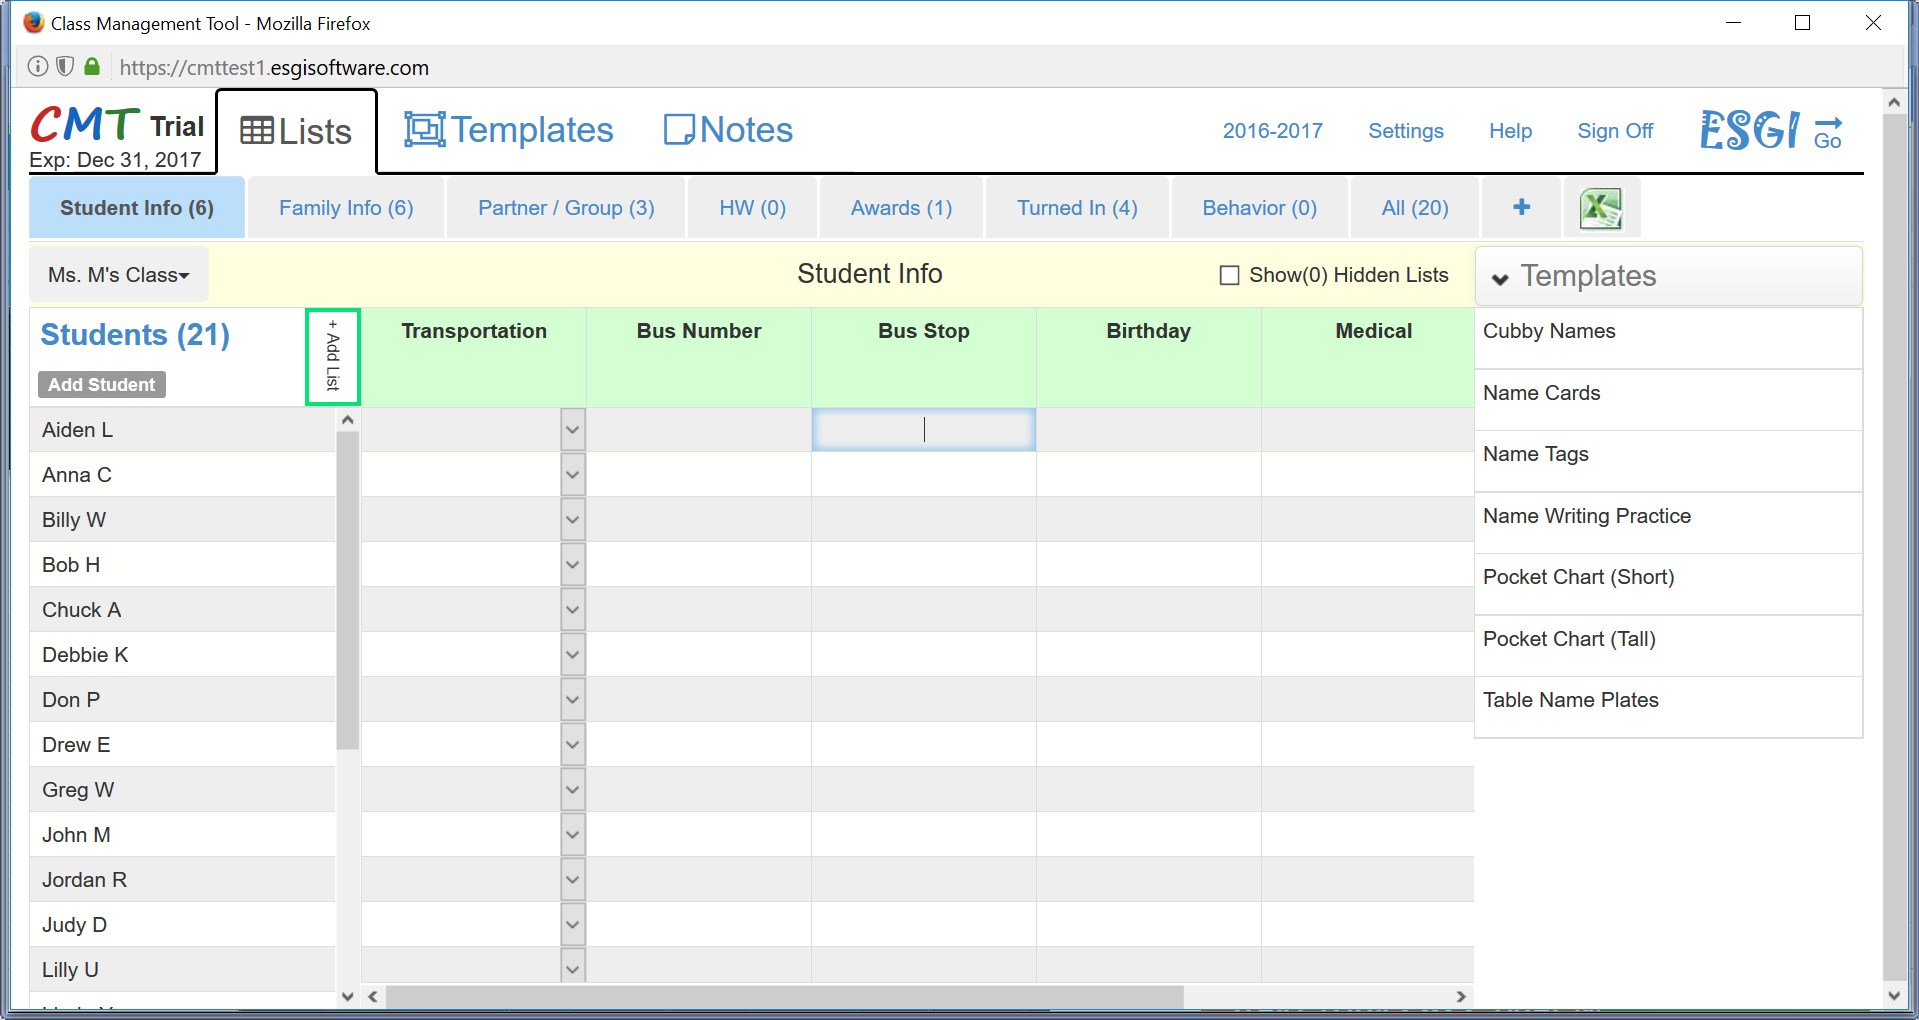 Class Management Tool - Mozilla Firefox
https://cmttest1.esgisoftware.com
CMT Trial
Exp: Dec 31, 2017
Lists
Templates
Notes
2016-2017
Settings
Help
Sign Off
ESGI
Go
Student Info (6)
Family Info (6)
Partner / Group (3)
HW (0)
Awards (1)
Turned In (4)
Behavior (0)
All (20)
+
Ms. M's Class
Student Info
Show(0) Hidden Lists
Templates
Students (21)
Add Student
+ Add List
Transportation
Bus Number
Bus Stop
Birthday
Medical
Aiden L
Anna C
Billy W
Bob H
Chuck A
Debbie K
Don P
Drew E
Greg W
John M
Jordan R
Judy D
Lilly U
Cubby Names
Name Cards
Name Tags
Name Writing Practice
Pocket Chart (Short)
Pocket Chart (Tall)
Table Name Plates